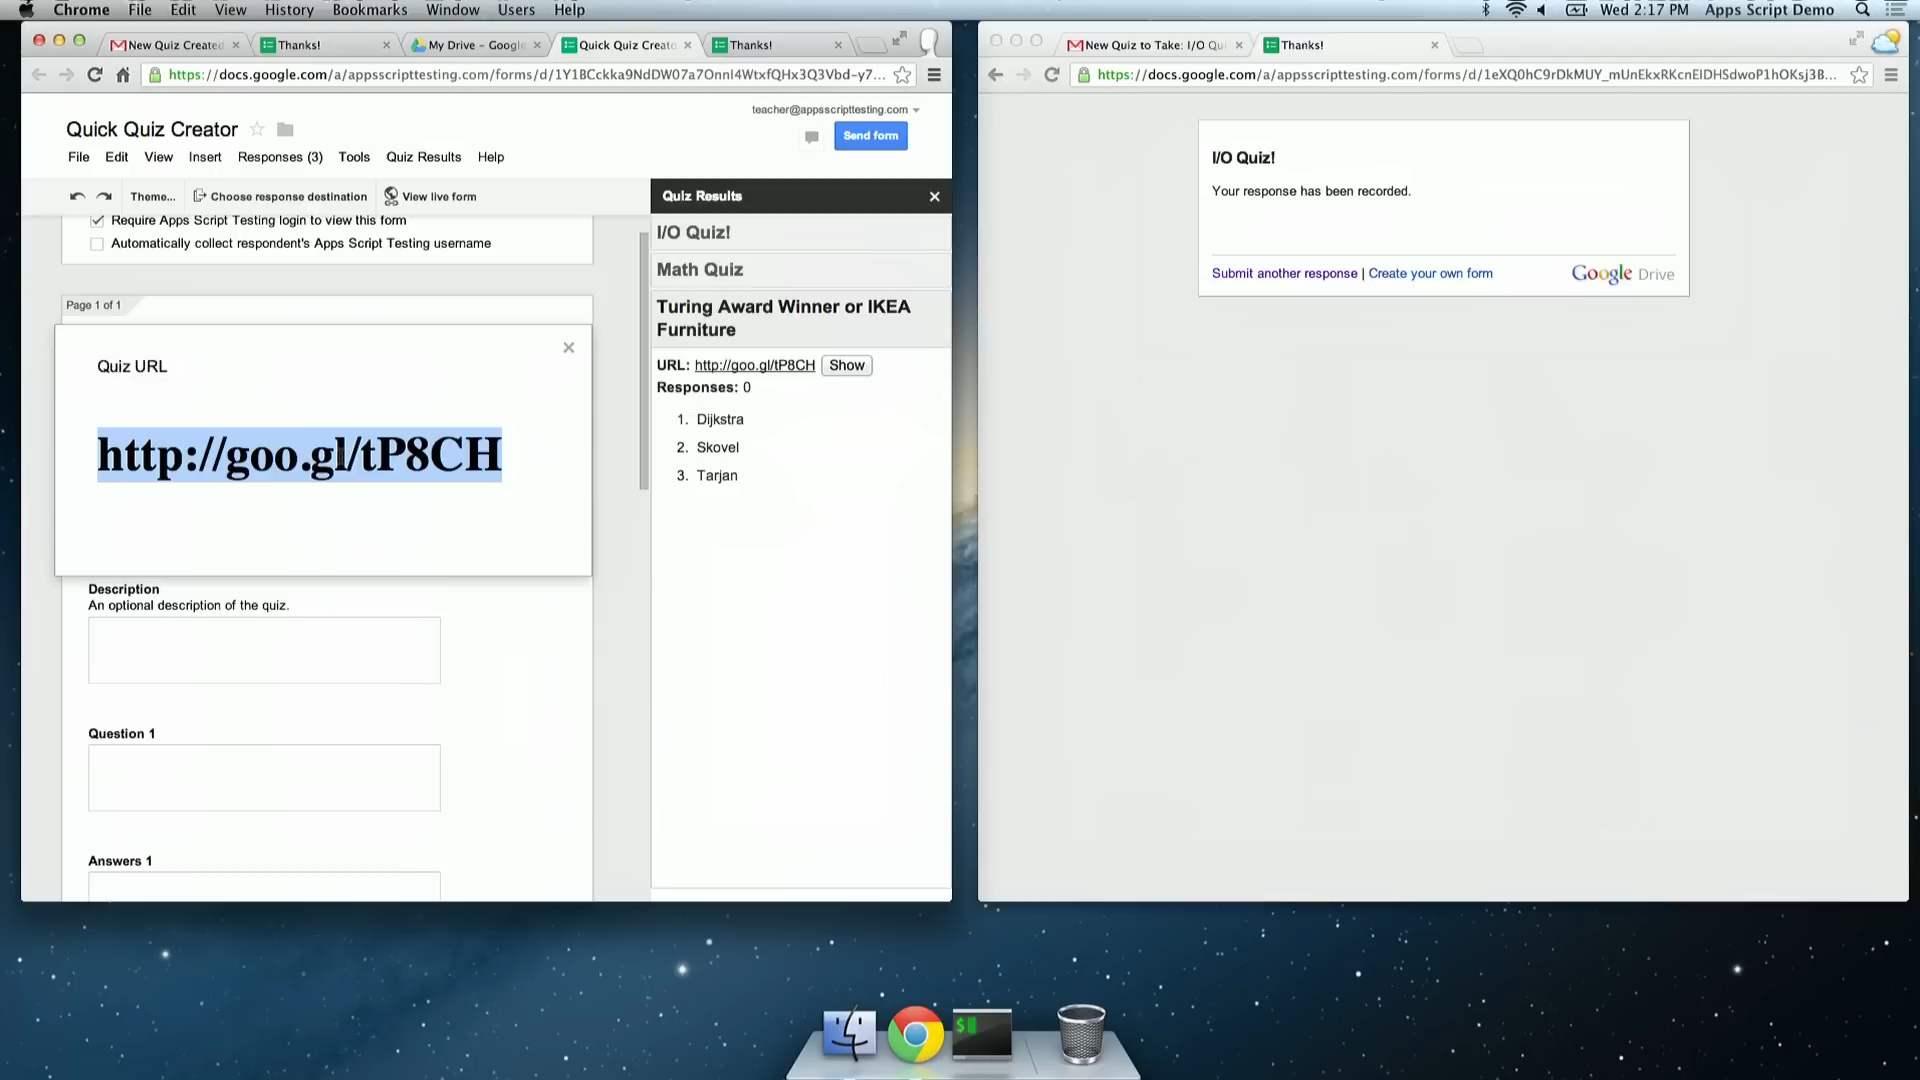 Chrome File Edit View History Bookmarks Window Users Help Wed 2:17 PM Apps Script Demo
New Quiz Created Thanks! My Drive – Google Quick Quiz Creato Thanks!
https://docs.google.com/a/appsscripttesting.com/forms/d/1Y1BCckka9NdDW07a7Onnl4WtxfQHx3Q3Vbd-y7...
teacher@appsscripttesting.com
Quick Quiz Creator
Send form
File Edit View Insert Responses (3) Tools Quiz Results Help
Theme... Choose response destination View live form
Require Apps Script Testing login to view this form
Automatically collect respondent's Apps Script Testing username
Page 1 of 1
Quiz URL
http://goo.gl/tP8CH
Description
An optional description of the quiz.
Question 1
Answers 1
Quiz Results
I/O Quiz!
Math Quiz
Turing Award Winner or IKEA
Furniture
URL: http://goo.gl/tP8CH Show
Responses: 0
1. Dijkstra
2. Skovel
3. Tarjan
New Quiz to Take: I/O Qu Thanks!
https://docs.google.com/a/appsscripttesting.com/forms/d/1eXQ0hC9rDkMUY_mUnEkxRKcnEIDHSdwoP1hOKsj3B...
I/O Quiz!
Your response has been recorded.
Submit another response | Create your own form
Google Drive
$